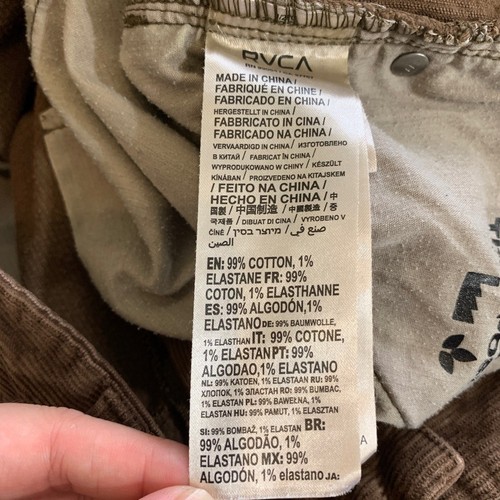 RVCA
MADE IN CHINA /
FABRIQUÉ EN CHINE /
FABRICADO EN CHINA /
HERGESTELLT IN CHINA /
FABBRICATO IN CINA /
FABRICADO NA CHINA /
VERVAARDIGD IN CHINA / ИЗГОТОВЛЕНО
В КИТАЙ / FABRICAT ÎN CHINA /
WYPRODUKOWANO W CHINY / KÉSZÜLT
KÍNÁBAN / PROIZVEDENO NA KITAJSKEM
/ FEITO NA CHINA /
HECHO EN CHINA / 中
国製 / 中国制造 / 中國製造 / 중
국제품 / DIBUAT DI CINA / VYROBENO V
ČÍNĚ / מיוצר בסין / صنع في
الصين
EN: 99% COTTON, 1%
ELASTANE FR: 99%
COTON, 1% ELASTHANNE
ES: 99% ALGODÓN,1%
ELASTANO DE: 99% BAUMWOLLE,
1% ELASTHAN IT: 99% COTONE,
1% ELASTAN PT: 99%
ALGODAO,1% ELASTANO
NL: 99% KATOEN, 1% ELASTAAN RU: 99%
ХЛОПОК, 1% ЭЛАСТАН RO: 99% BUMBAC,
1% ELASTAN PL: 99% BAWEŁNA, 1%
ELASTAN HU: 99% PAMUT, 1% ELASZTAN
SI: 99% BOMBAŽ, 1% ELASTAN BR:
99% ALGODÃO, 1%
ELASTANO MX: 99%
ALGODÓN, 1% elastano JA:
A